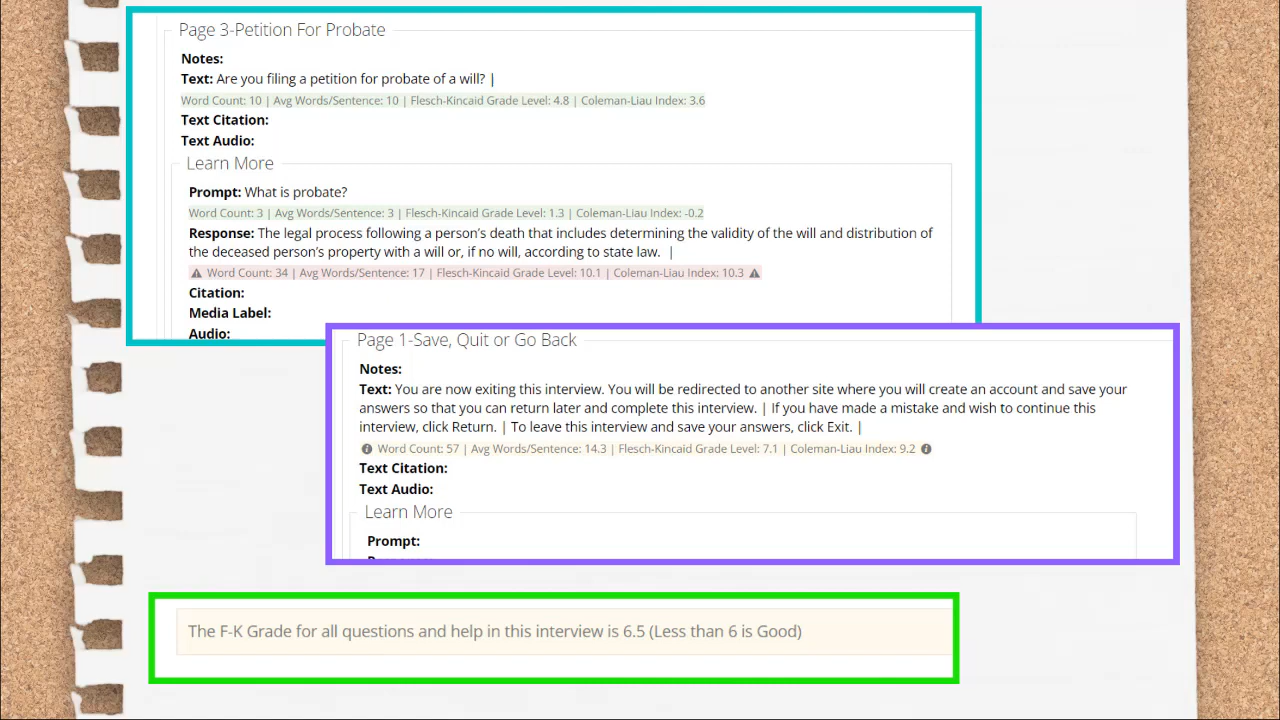 Page 3-Petition For Probate
Notes:
Text: Are you filing a petition for probate of a will? |
Word Count: 10 | Avg Words/Sentence: 10 | Flesch-Kincaid Grade Level: 4.8 | Coleman-Liau Index: 3.6
Text Citation:
Text Audio:
Learn More
Prompt: What is probate?
Word Count: 3 | Avg Words/Sentence: 3 | Flesch-Kincaid Grade Level: 1.3 | Coleman-Liau Index: -0.2
Response: The legal process following a person's death that includes determining the validity of the will and distribution of
the deceased person's property with a will or, if no will, according to state law. |
Word Count: 34 | Avg Words/Sentence: 17 | Flesch-Kincaid Grade Level: 10.1 | Coleman-Liau Index: 10.3
Citation:
Media Label:
Audio:
Page 1-Save, Quit or Go Back
Notes:
Text: You are now exiting this interview. You will be redirected to another site where you will create an account and save your
answers so that you can return later and complete this interview. | If you have made a mistake and wish to continue this
interview, click Return. | To leave this interview and save your answers, click Exit. |
Word Count: 57 | Avg Words/Sentence: 14.3 | Flesch-Kincaid Grade Level: 7.1 | Coleman-Liau Index: 9.2
Text Citation:
Text Audio:
Learn More
Prompt:
The F-K Grade for all questions and help in this interview is 6.5 (Less than 6 is Good)